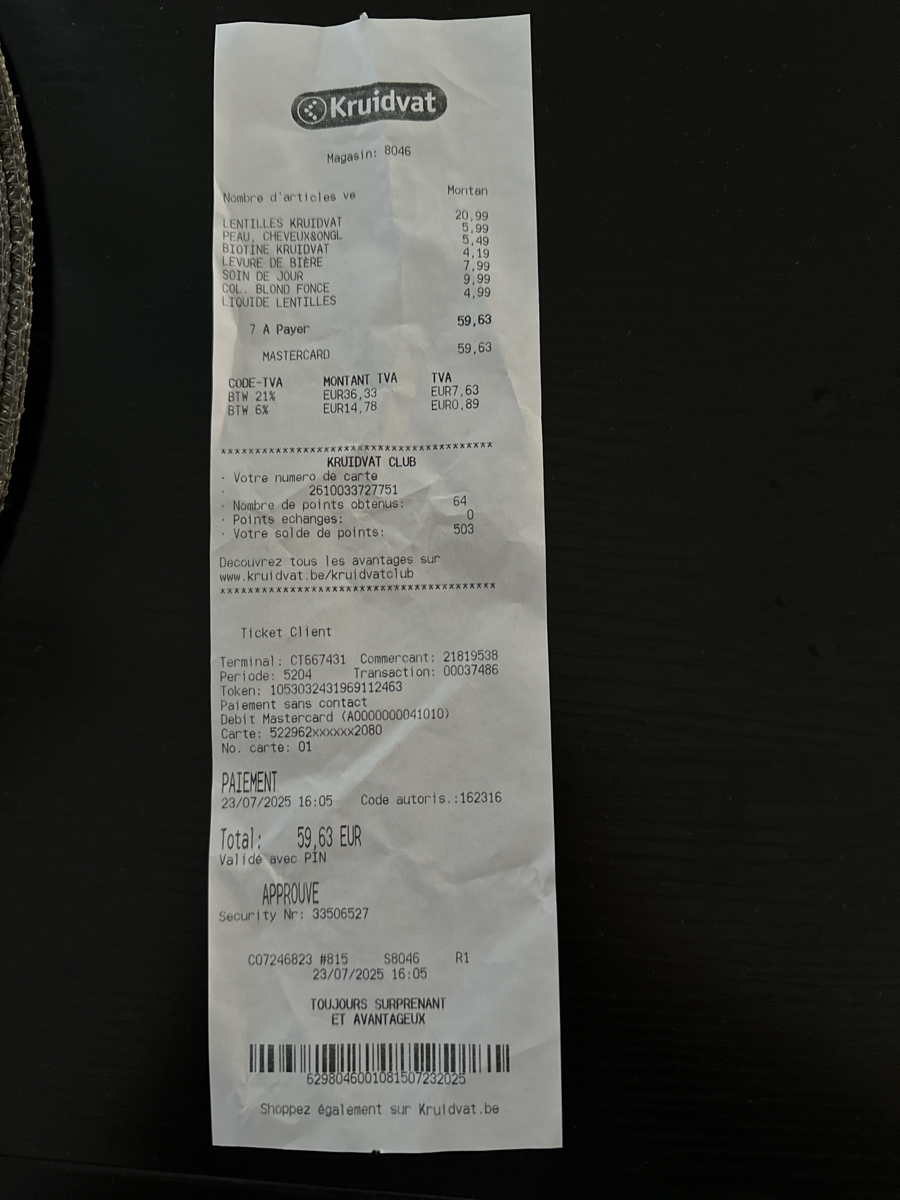 Kruidvat
Magasin: 8046
Nombre d'articles ve Montan
LENTILLES KRUIDVAT 20,99
PEAU, CHEVEUX&ONGL 5,99
BIOTINE KRUIDVAT 5,49
LEVURE DE BIERE 4,19
SOIN DE JOUR 7,99
COL. BLOND FONCE 9,99
LIQUIDE LENTILLES 4,99
7 A Payer 59,63
MASTERCARD 59,63
CODE-TVA MONTANT TVA TVA
BTW 21% EUR36,33 EUR7,63
BTW 6% EUR14,78 EUR0,89
****************************************
KRUIDVAT CLUB
· Votre numero de carte
· 2610033727751
· Nombre de points obtenus: 64
· Points echanges: 0
· Votre solde de points: 503
Decouvrez tous les avantages sur
www.kruidvat.be/kruidvatclub
****************************************
Ticket Client
Terminal: CT667431 Commercant: 21819538
Periode: 5204 Transaction: 00037486
Token: 1053032431969112463
Paiement sans contact
Debit Mastercard (A0000000041010)
Carte: 522962xxxxxx2080
No. carte: 01
PAIEMENT
23/07/2025 16:05 Code autoris.:162316
Total: 59,63 EUR
Validé avec PIN
APPROUVE
Security Nr: 33506527
C07246823 #815 S8046 R1
23/07/2025 16:05
TOUJOURS SURPRENANT
ET AVANTAGEUX
6298046001081507232025
Shoppez également sur Kruidvat.be